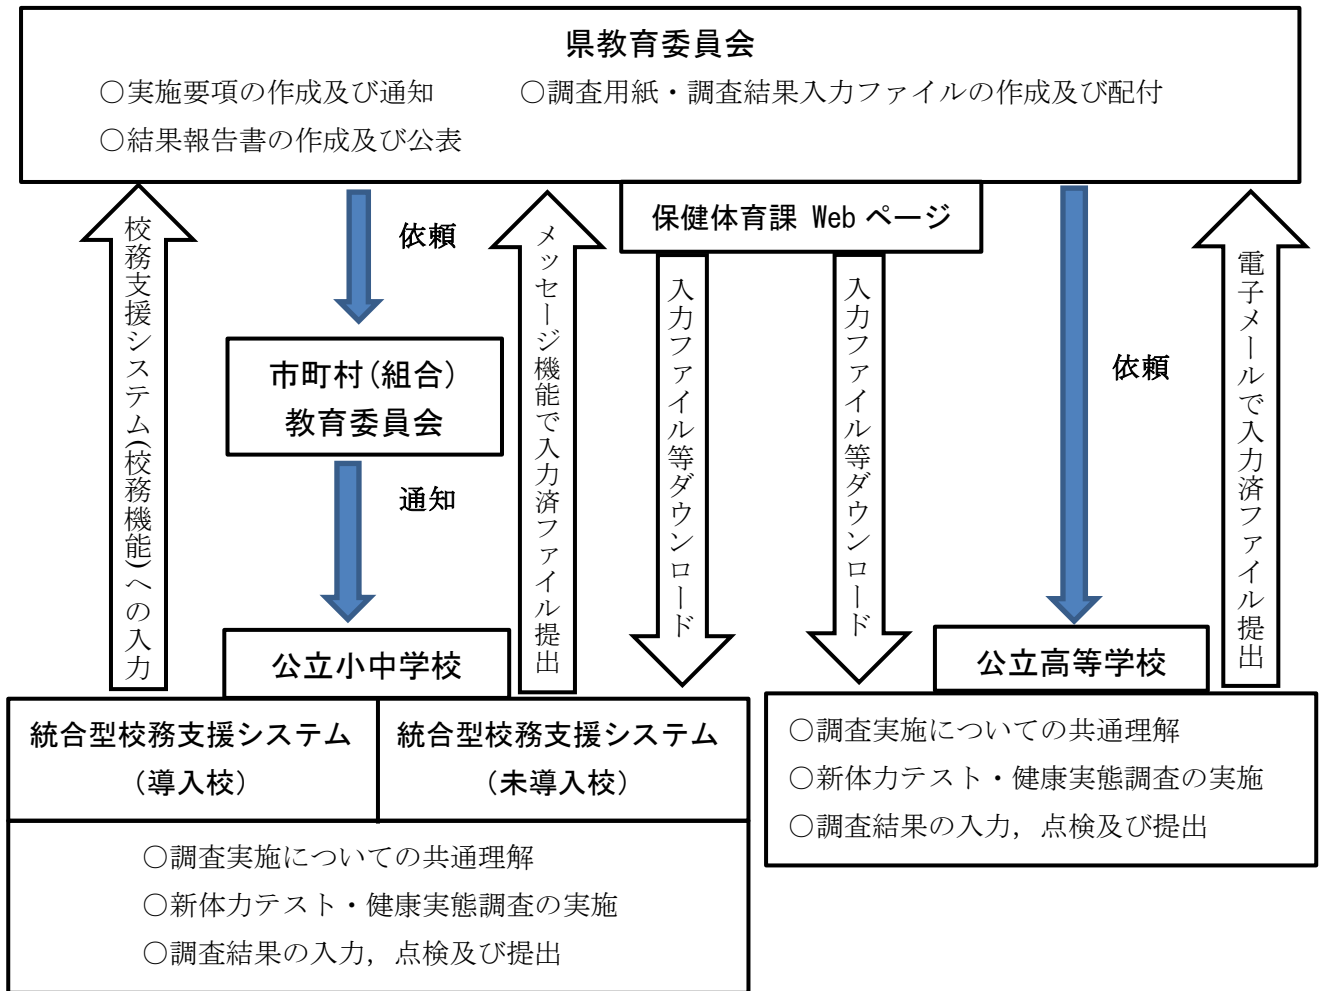 県教育委員会
○実施要項の作成及び通知
○調査用紙・調査結果入力ファイルの作成及び配付
○結果報告書の作成及び公表
校務支援システム(校務機能)への入力
依頼
メッセージ機能で入力済ファイル提出
保健体育課 Web ページ
入力ファイル等ダウンロード
入力ファイル等ダウンロード
依頼
電子メールで入力済ファイル提出
市町村(組合)
教育委員会
通知
公立小中学校
公立高等学校
統合型校務支援システム
(導入校)
統合型校務支援システム
(未導入校)
○調査実施についての共通理解
○新体力テスト・健康実態調査の実施
○調査結果の入力，点検及び提出
○調査実施についての共通理解
○新体力テスト・健康実態調査の実施
○調査結果の入力，点検及び提出